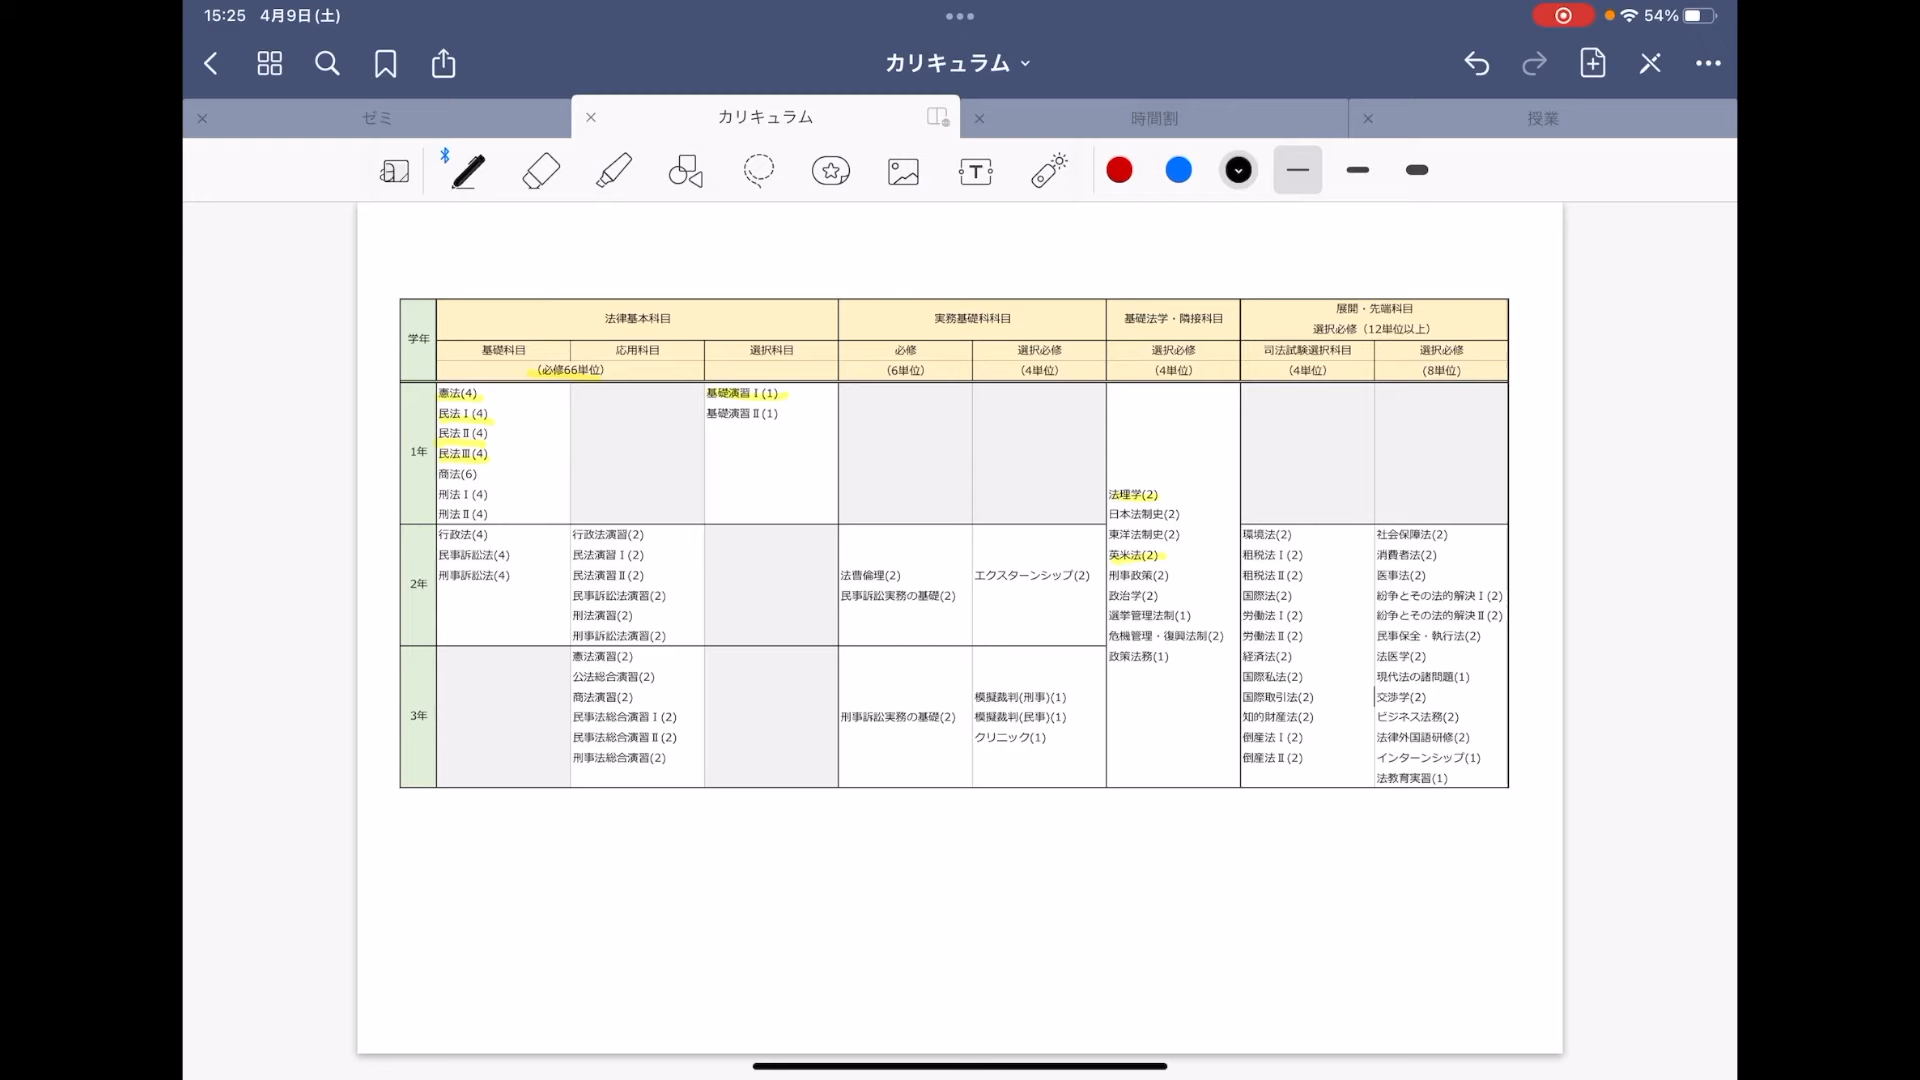 15:25 4月9日(土)
54%
カリキュラム
ゼミ
カリキュラム
時間割
授業
学年
法律基本科目
実務基礎科科目
基礎法学・隣接科目
展開・先端科目
選択必修（12単位以上）
基礎科目
応用科目
選択科目
必修
選択必修
選択必修
司法試験選択科目
選択必修
（必修66単位）
（6単位）
（4単位）
（4単位）
（4単位）
（8単位）
1年
憲法(4)
民法Ⅰ(4)
民法Ⅱ(4)
民法Ⅲ(4)
商法(6)
刑法Ⅰ(4)
刑法Ⅱ(4)
基礎演習Ⅰ(1)
基礎演習Ⅱ(1)
2年
行政法(4)
民事訴訟法(4)
刑事訴訟法(4)
行政法演習(2)
民法演習Ⅰ(2)
民法演習Ⅱ(2)
民事訴訟法演習(2)
刑法演習(2)
刑事訴訟法演習(2)
法曹倫理(2)
民事訴訟実務の基礎(2)
エクスターンシップ(2)
3年
憲法演習(2)
公法総合演習(2)
商法演習(2)
民事法総合演習Ⅰ(2)
民事法総合演習Ⅱ(2)
刑事法総合演習(2)
刑事訴訟実務の基礎(2)
模擬裁判(刑事)(1)
模擬裁判(民事)(1)
クリニック(1)
法理学(2)
日本法制史(2)
東洋法制史(2)
英米法(2)
刑事政策(2)
政治学(2)
選挙管理法制(1)
危機管理・復興法制(2)
政策法務(1)
環境法(2)
租税法Ⅰ(2)
租税法Ⅱ(2)
国際法(2)
労働法Ⅰ(2)
労働法Ⅱ(2)
経済法(2)
国際私法(2)
国際取引法(2)
知的財産法(2)
倒産法Ⅰ(2)
倒産法Ⅱ(2)
社会保障法(2)
消費者法(2)
医事法(2)
紛争とその法的解決Ⅰ(2)
紛争とその法的解決Ⅱ(2)
民事保全・執行法(2)
法医学(2)
現代法の諸問題(1)
交渉学(2)
ビジネス法務(2)
法律外国語研修(2)
インターンシップ(1)
法教育実習(1)